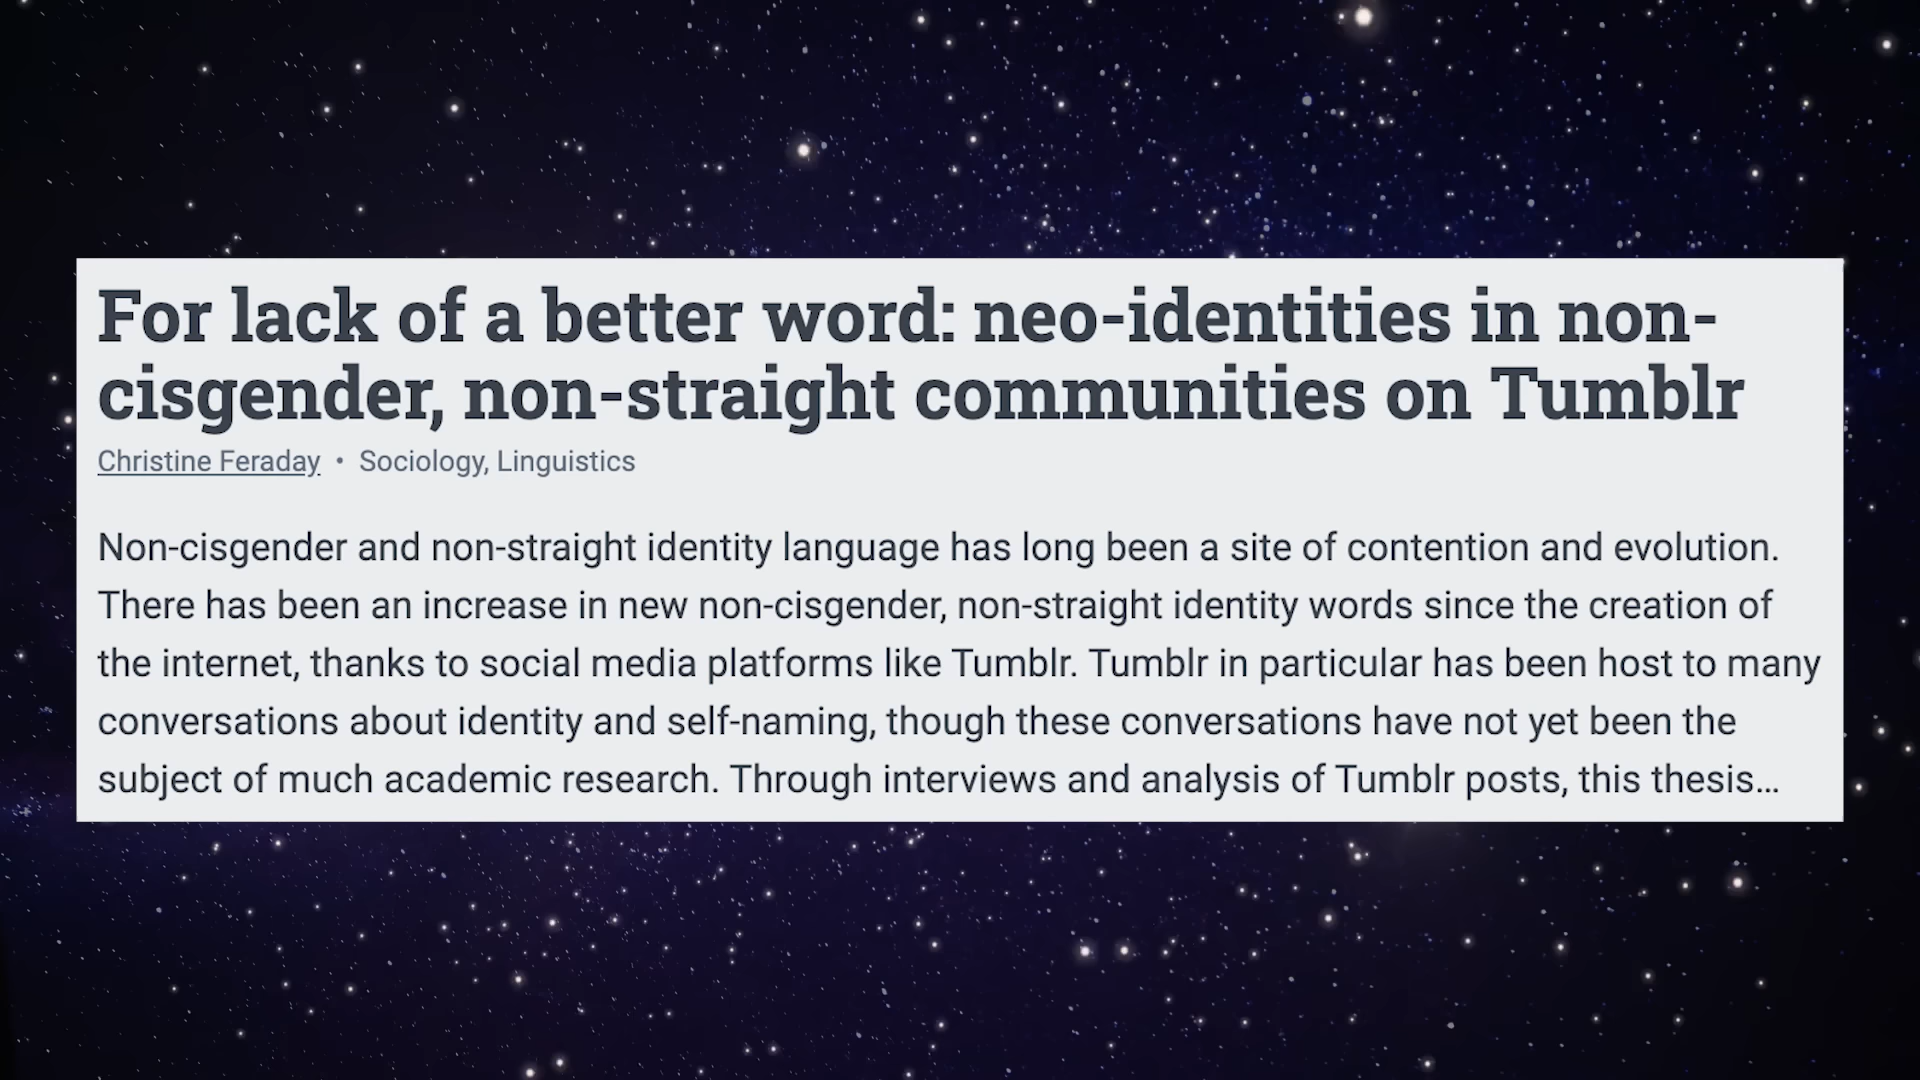 For lack of a better word: neo-identities in non-
cisgender, non-straight communities on Tumblr
Christine Feraday • Sociology, Linguistics
Non-cisgender and non-straight identity language has long been a site of contention and evolution.
There has been an increase in new non-cisgender, non-straight identity words since the creation of
the internet, thanks to social media platforms like Tumblr. Tumblr in particular has been host to many
conversations about identity and self-naming, though these conversations have not yet been the
subject of much academic research. Through interviews and analysis of Tumblr posts, this thesis...